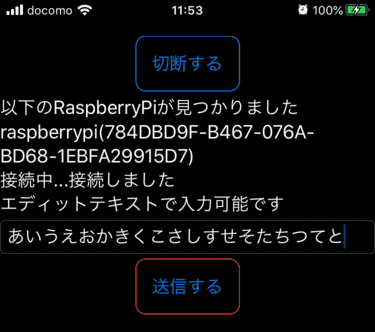 docomo 11:53 100%
切断する
以下のRaspberryPiが見つかりました
raspberrypi(784DBD9F-B467-076A-
BD68-1EBFA29915D7)
接続中...接続しました
エディットテキストで入力可能です
あいうえおかきくこさしすせそたちつてと
送信する